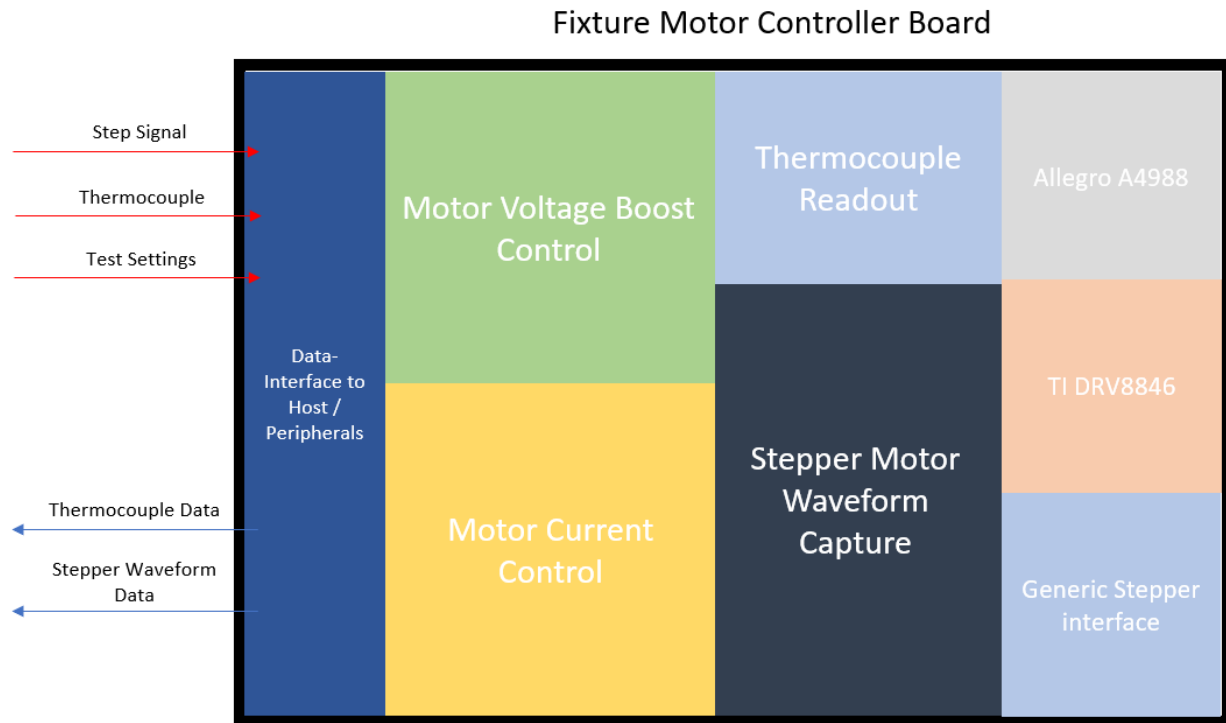 Fixture Motor Controller Board
Step Signal
Thermocouple
Test Settings
Thermocouple Data
Stepper Waveform
Data
Data-
Interface to
Host /
Peripherals
Motor Voltage Boost
Control
Motor Current
Control
Thermocouple
Readout
Stepper Motor
Waveform
Capture
Allegro A4988
TI DRV8846
Generic Stepper
interface